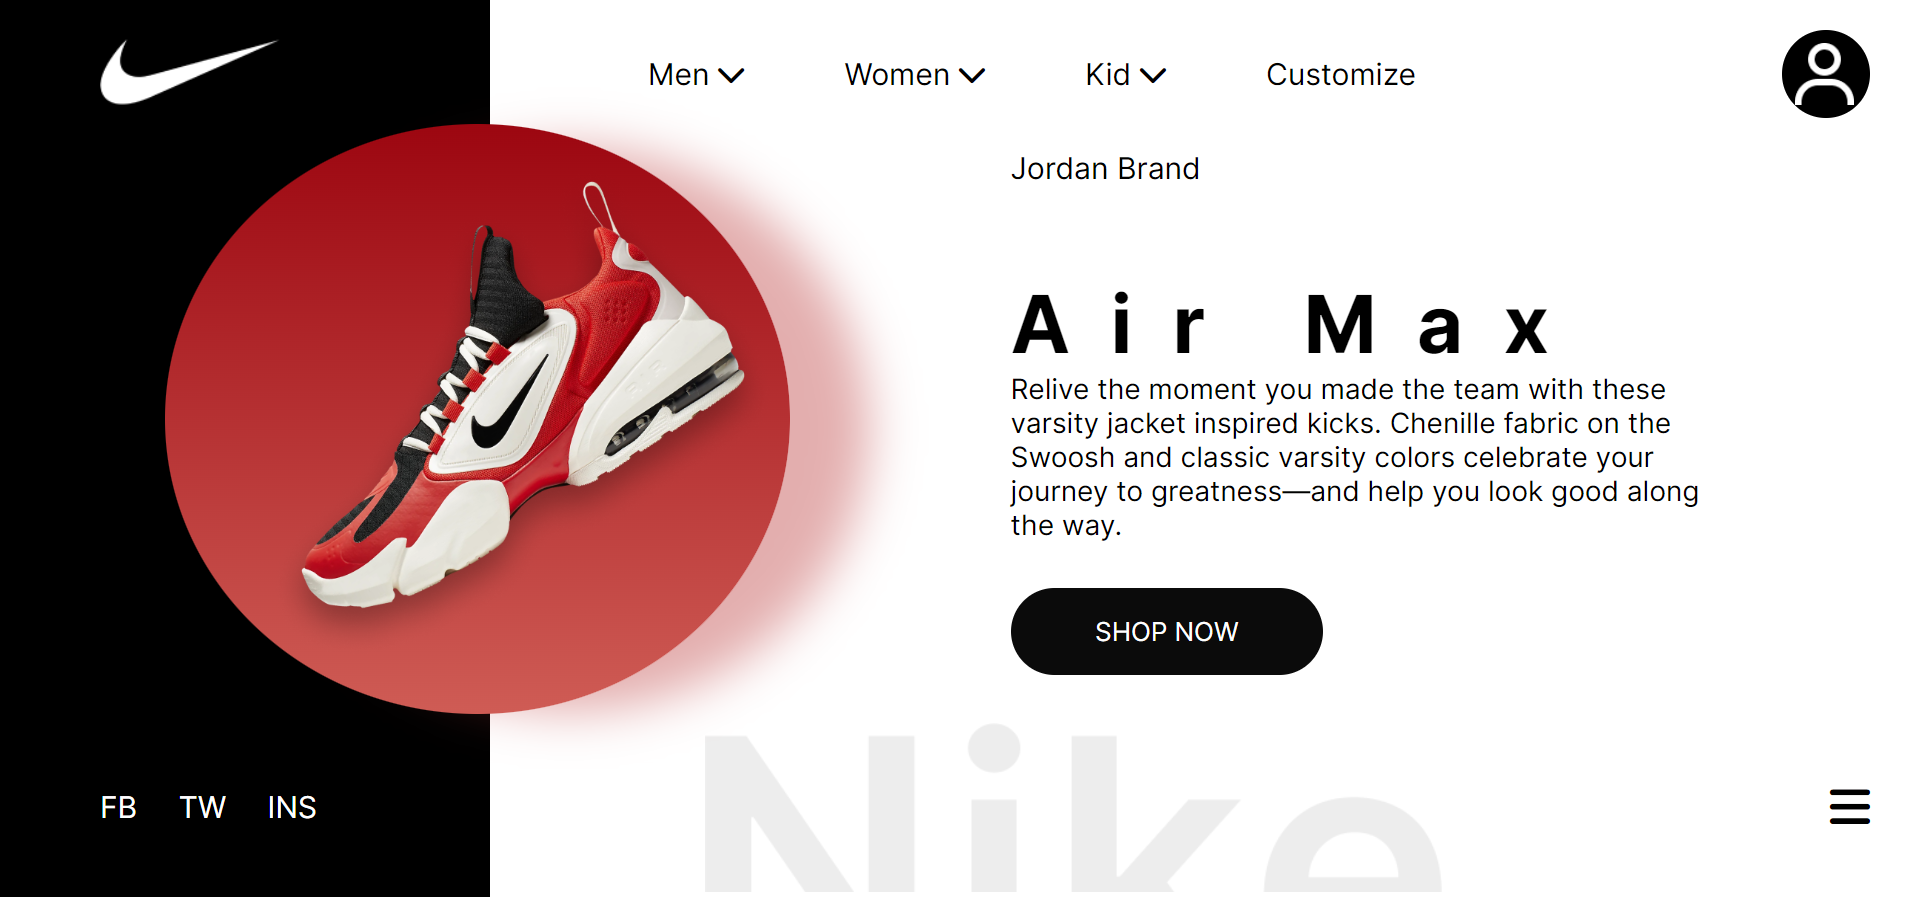 Men
Women
Kid
Customize
Jordan Brand
Air Max
Relive the moment you made the team with these
varsity jacket inspired kicks. Chenille fabric on the
Swoosh and classic varsity colors celebrate your
journey to greatness—and help you look good along
the way.
SHOP NOW
Nike
FB TW INS